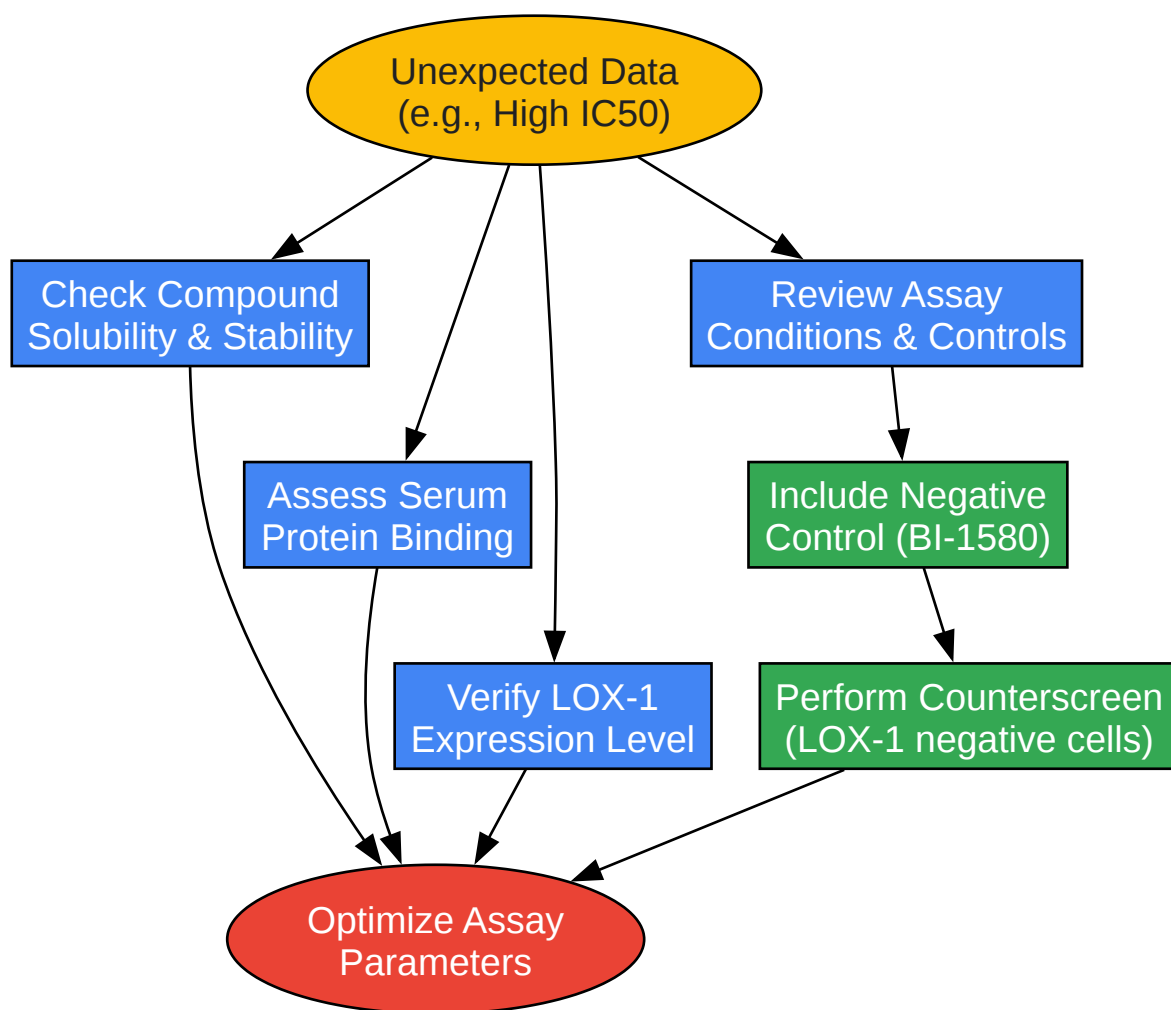 Unexpected Data
(e.g., High IC50)
Check Compound
Solubility & Stability
Review Assay
Conditions & Controls
Assess Serum
Protein Binding
Include Negative
Control (BI-1580)
Verify LOX-1
Expression Level
Perform Counterscreen
(LOX-1 negative cells)
Optimize Assay
Parameters